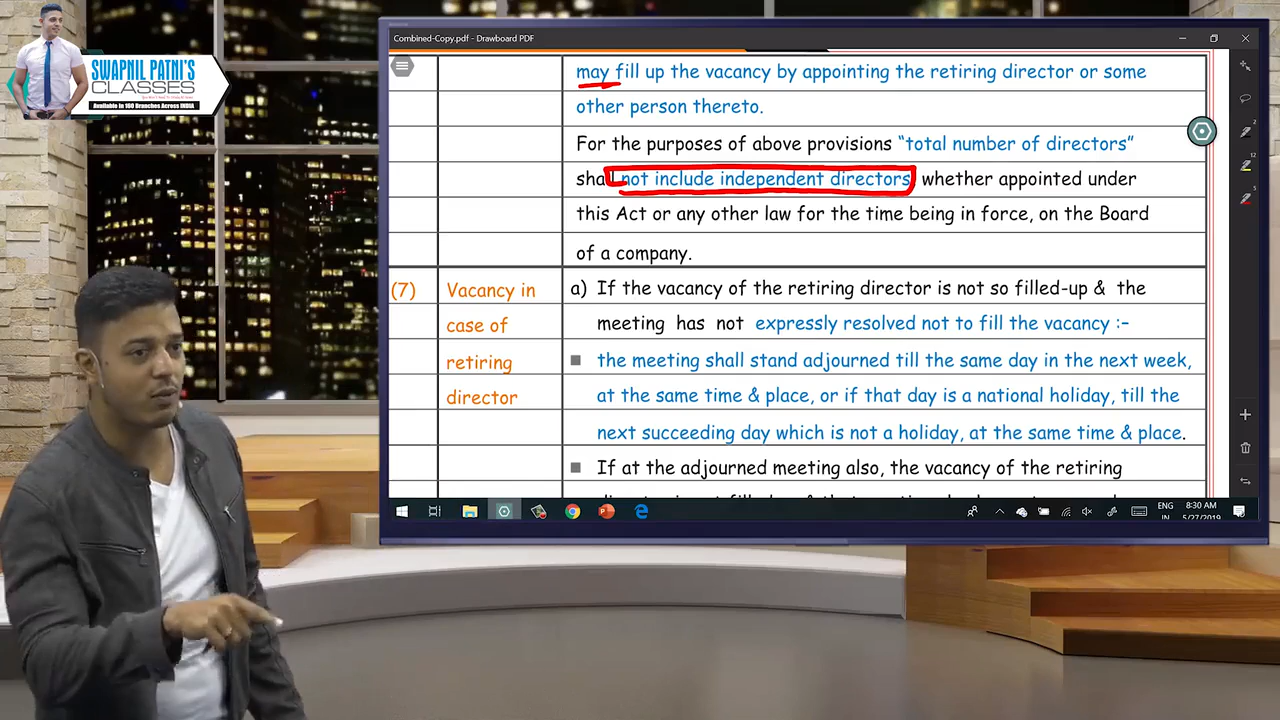 SWAPNIL PATNI'S
CLASSES
Available in 160 Branches Across INDIA
Combined-Copy.pdf - Drawboard PDF
may fill up the vacancy by appointing the retiring director or some
other person thereto.
For the purposes of above provisions “total number of directors”
shall not include independent directors, whether appointed under
this Act or any other law for the time being in force, on the Board
of a company.
(7) Vacancy in case of retiring director
a) If the vacancy of the retiring director is not so filled-up & the
meeting has not expressly resolved not to fill the vacancy :-
■ the meeting shall stand adjourned till the same day in the next week,
at the same time & place, or if that day is a national holiday, till the
next succeeding day which is not a holiday, at the same time & place.
■ If at the adjourned meeting also, the vacancy of the retiring
2
12
5
ENG
IN
8:30 AM
5/27/2019